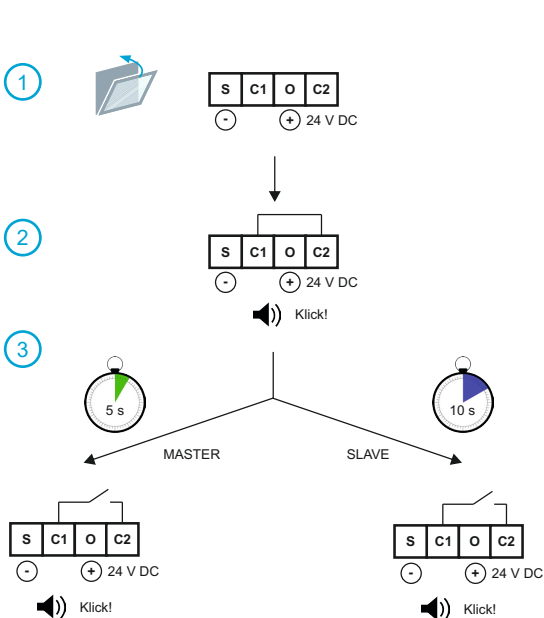 1
S C1 O C2
- + 24 V DC
2
S C1 O C2
- + 24 V DC
Klick!
3
5 s
10 s
MASTER
SLAVE
S C1 O C2
- + 24 V DC
Klick!
S C1 O C2
- + 24 V DC
Klick!